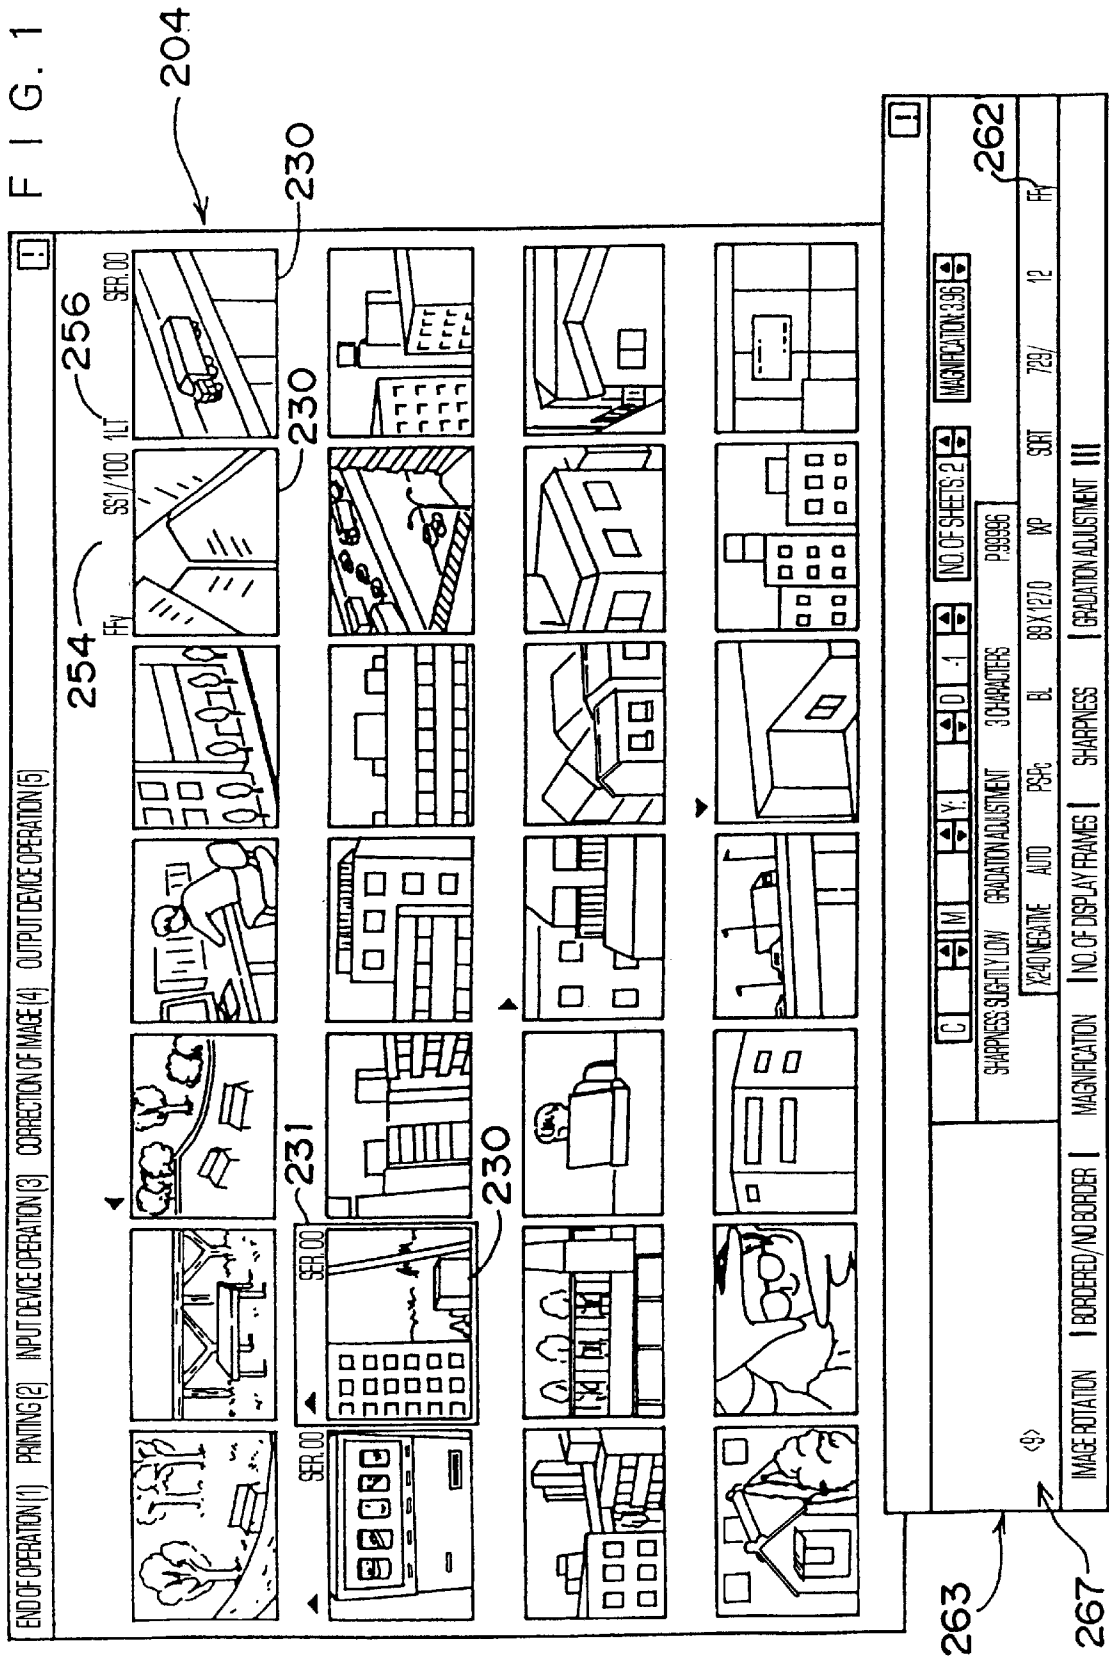 FIG. 1
204
END OF OPERATION (1) PRINTING (2) INPUT DEVICE OPERATION (3) CORRECTION OF IMAGE (4) OUTPUT DEVICE OPERATION (5)
254
256
FFv SS1/100 1LT SER.00
230
230
SER.00 SER.00
231
230
263
C M Y: D -1 NO. OF SHEETS: 2 MAGNIFICATION: 3.96
SHARPNESS: SLIGHTLY LOW GRADATION ADJUSTMENT 3 CHARACTERS P.99996
262
X240 NEGATIVE AUTO PSPc BL 89 X 127.0 1XP SORT 729/ 12 FFv
<9>
267
IMAGE ROTATION | BORDERED/NO BORDER | MAGNIFICATION | NO. OF DISPLAY FRAMES | SHARPNESS | GRADATION ADJUSTMENT |||